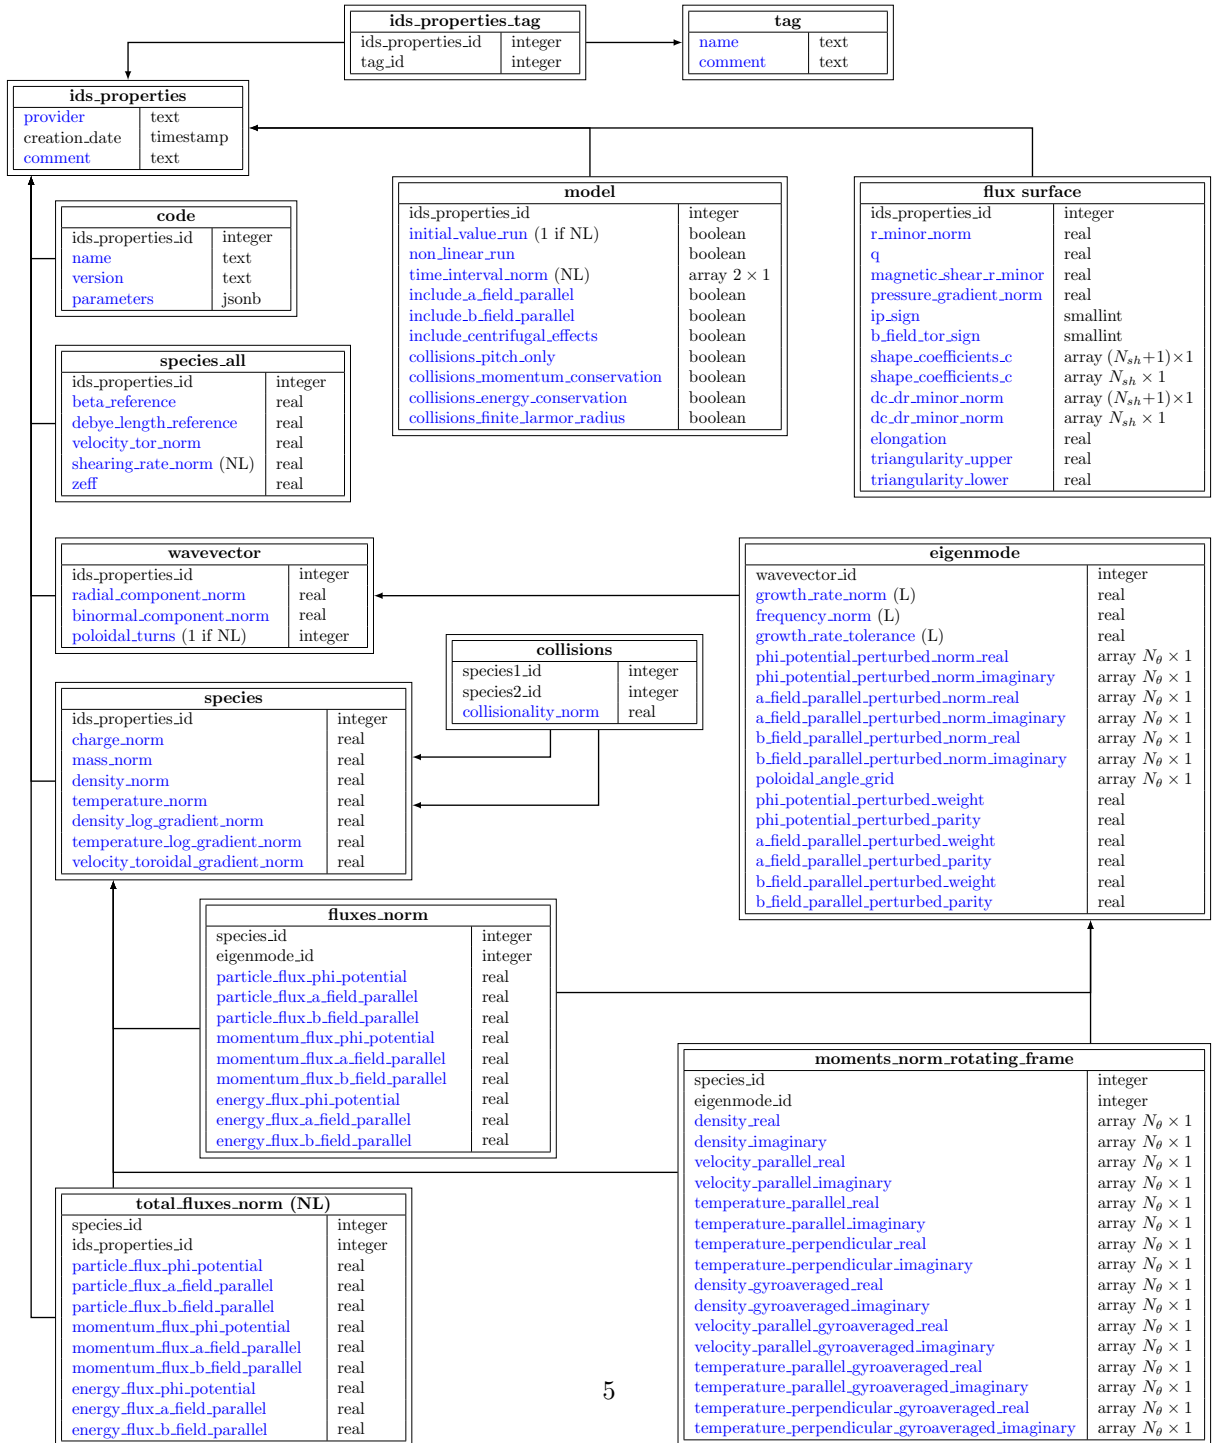 ids_properties_tag
ids_properties_id integer
tag_id integer
tag
name text
comment text
ids_properties
provider text
creation_date timestamp
comment text
code
ids_properties_id integer
name text
version text
parameters jsonb
model
ids_properties_id integer
initial_value_run (1 if NL) boolean
non_linear_run boolean
time_interval_norm (NL) array 2 × 1
include_a_field_parallel boolean
include_b_field_parallel boolean
include_centrifugal_effects boolean
collisions_pitch_only boolean
collisions_momentum_conservation boolean
collisions_energy_conservation boolean
collisions_finite_larmor_radius boolean
flux surface
ids_properties_id integer
r_minor_norm real
q real
magnetic_shear_r_minor real
pressure_gradient_norm real
ip_sign smallint
b_field_tor_sign smallint
shape_coefficients_c array (N_sh+1)×1
shape_coefficients_c array N_sh × 1
dc_dr_minor_norm array (N_sh+1)×1
dc_dr_minor_norm array N_sh × 1
elongation real
triangularity_upper real
triangularity_lower real
species_all
ids_properties_id integer
beta_reference real
debye_length_reference real
velocity_tor_norm real
shearing_rate_norm (NL) real
zeff real
wavevector
ids_properties_id integer
radial_component_norm real
binormal_component_norm real
poloidal_turns (1 if NL) integer
eigenmode
wavevector_id integer
growth_rate_norm (L) real
frequency_norm (L) real
growth_rate_tolerance (L) real
phi_potential_perturbed_norm_real array N_θ × 1
phi_potential_perturbed_norm_imaginary array N_θ × 1
a_field_parallel_perturbed_norm_real array N_θ × 1
a_field_parallel_perturbed_norm_imaginary array N_θ × 1
b_field_parallel_perturbed_norm_real array N_θ × 1
b_field_parallel_perturbed_norm_imaginary array N_θ × 1
poloidal_angle_grid array N_θ × 1
phi_potential_perturbed_weight real
phi_potential_perturbed_parity real
a_field_parallel_perturbed_weight real
a_field_parallel_perturbed_parity real
b_field_parallel_perturbed_weight real
b_field_parallel_perturbed_parity real
collisions
species1_id integer
species2_id integer
collisionality_norm real
species
ids_properties_id integer
charge_norm real
mass_norm real
density_norm real
temperature_norm real
density_log_gradient_norm real
temperature_log_gradient_norm real
velocity_toroidal_gradient_norm real
fluxes_norm
species_id integer
eigenmode_id integer
particle_flux_phi_potential real
particle_flux_a_field_parallel real
particle_flux_b_field_parallel real
momentum_flux_phi_potential real
momentum_flux_a_field_parallel real
momentum_flux_b_field_parallel real
energy_flux_phi_potential real
energy_flux_a_field_parallel real
energy_flux_b_field_parallel real
moments_norm_rotating_frame
species_id integer
eigenmode_id integer
density_real array N_θ × 1
density_imaginary array N_θ × 1
velocity_parallel_real array N_θ × 1
velocity_parallel_imaginary array N_θ × 1
temperature_parallel_real array N_θ × 1
temperature_parallel_imaginary array N_θ × 1
temperature_perpendicular_real array N_θ × 1
temperature_perpendicular_imaginary array N_θ × 1
density_gyroaveraged_real array N_θ × 1
density_gyroaveraged_imaginary array N_θ × 1
velocity_parallel_gyroaveraged_real array N_θ × 1
velocity_parallel_gyroaveraged_imaginary array N_θ × 1
temperature_parallel_gyroaveraged_real array N_θ × 1
temperature_parallel_gyroaveraged_imaginary array N_θ × 1
temperature_perpendicular_gyroaveraged_real array N_θ × 1
temperature_perpendicular_gyroaveraged_imaginary array N_θ × 1
total_fluxes_norm (NL)
species_id integer
ids_properties_id integer
particle_flux_phi_potential real
particle_flux_a_field_parallel real
particle_flux_b_field_parallel real
momentum_flux_phi_potential real
momentum_flux_a_field_parallel real
momentum_flux_b_field_parallel real
energy_flux_phi_potential real
energy_flux_a_field_parallel real
energy_flux_b_field_parallel real
5